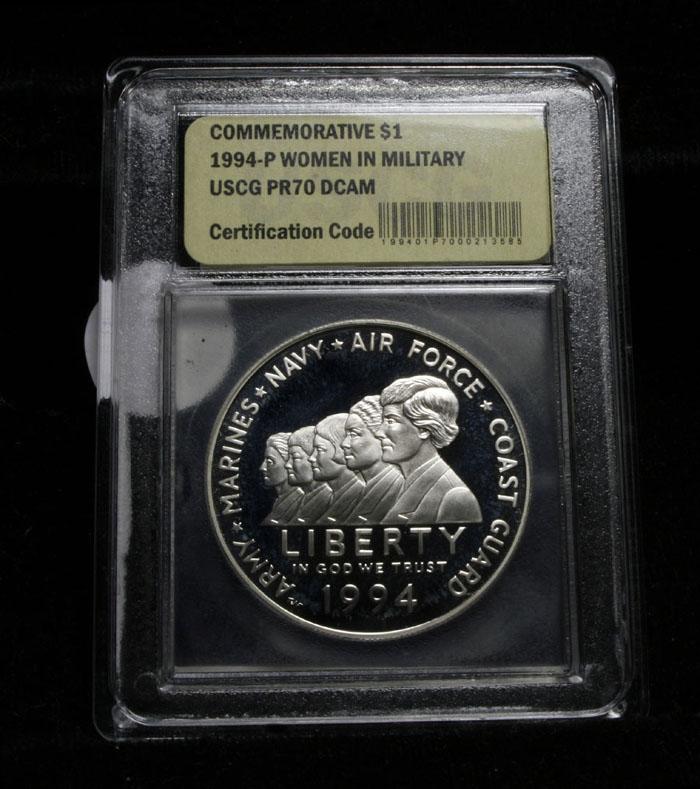 COMMEMORATIVE $1
1994-P WOMEN IN MILITARY
USCG PR70 DCAM
Certification Code
199401P7000213585
ARMY ★ MARINES ★ NAVY ★ AIR FORCE ★ COAST GUARD
LIBERTY
IN GOD WE TRUST
1994